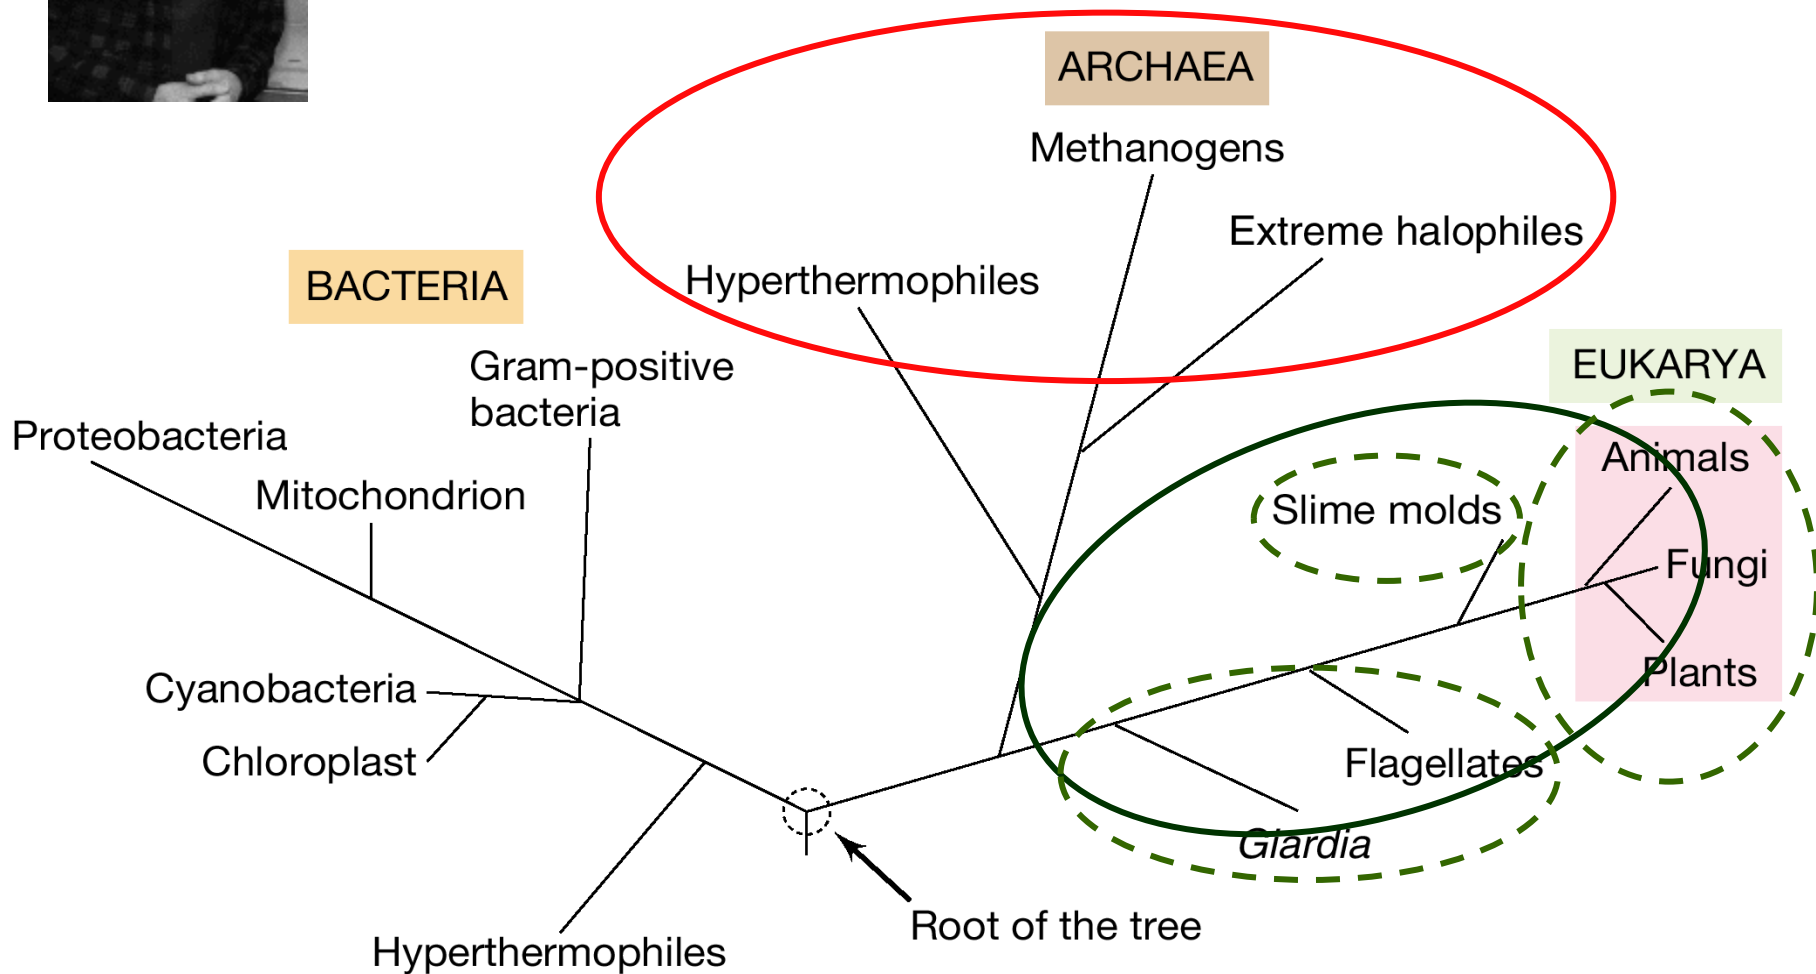 ARCHAEA
Methanogens
Extreme halophiles
Hyperthermophiles
BACTERIA
Gram-positive
bacteria
Proteobacteria
Mitochondrion
Cyanobacteria
Chloroplast
Hyperthermophiles
Root of the tree
EUKARYA
Animals
Slime molds
Fungi
Plants
Flagellates
Giardia